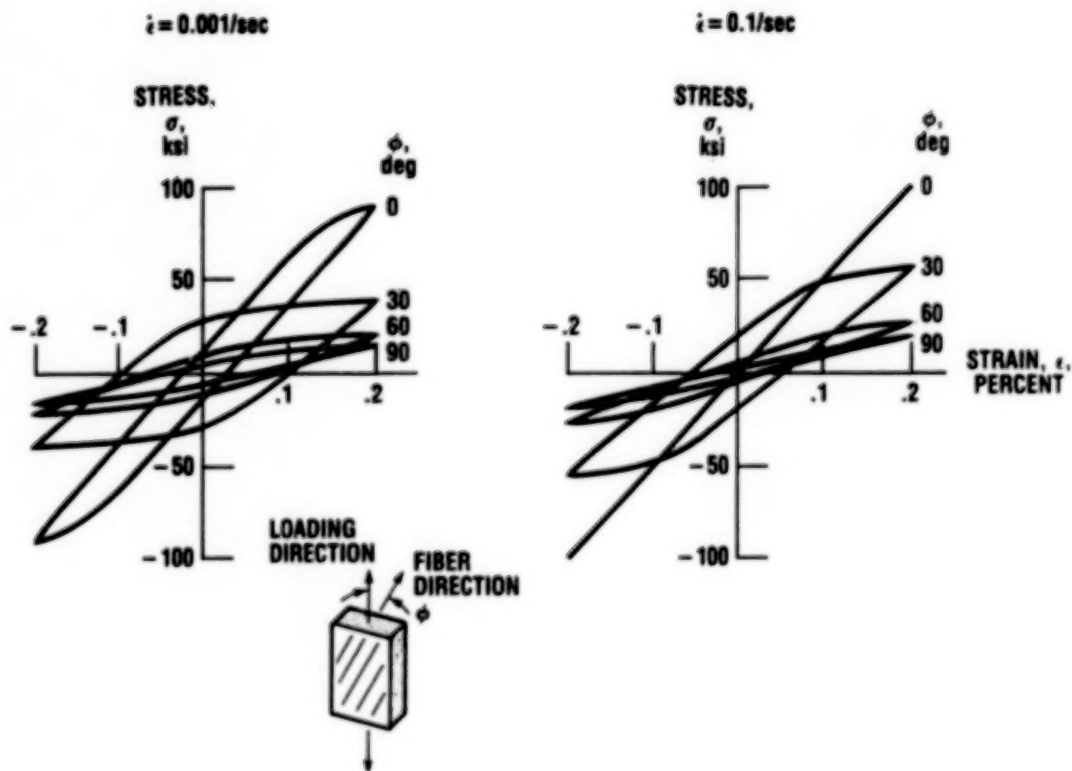 ε̇ = 0.001/sec
STRESS,
σ,
ksi
ϕ,
deg
100
50
-50
-100
-.2
-.1
.1
.2
0
30
60
90
ε̇ = 0.1/sec
STRESS,
σ,
ksi
ϕ,
deg
100
50
-50
-100
-.2
-.1
.1
.2
0
30
60
90
STRAIN, ε,
PERCENT
LOADING
DIRECTION
FIBER
DIRECTION
ϕ